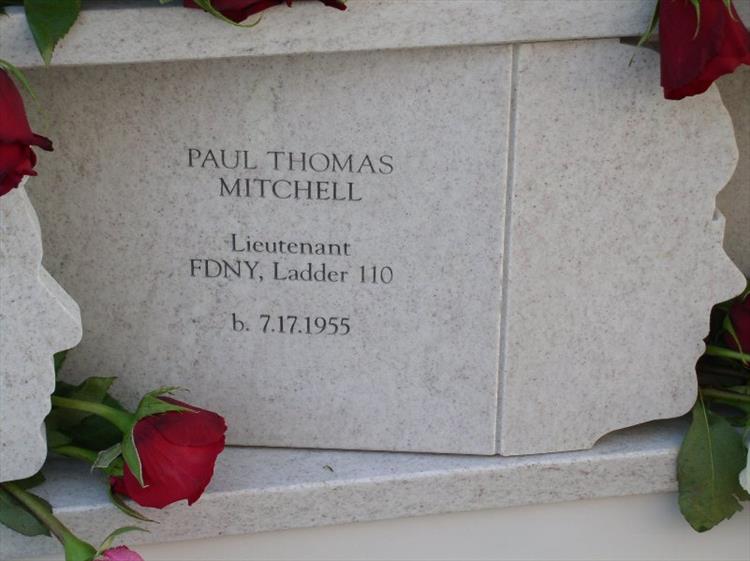 PAUL THOMAS
MITCHELL
Lieutenant
FDNY, Ladder 110
b. 7.17.1955